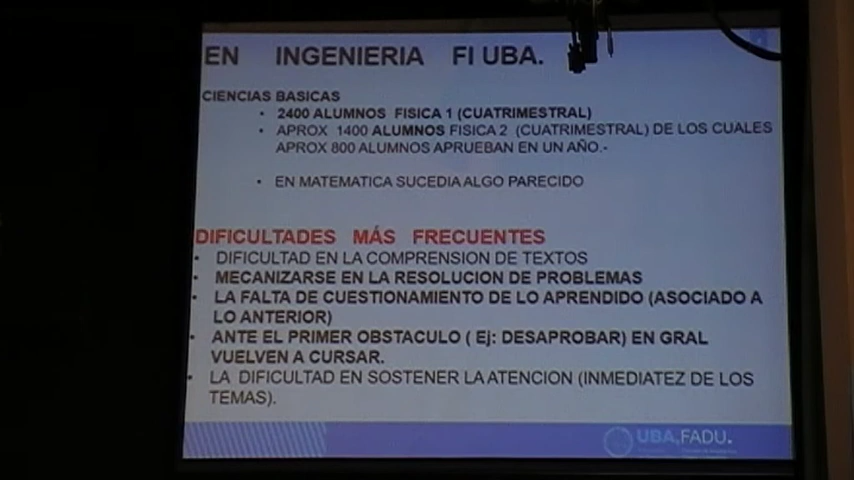 EN INGENIERIA FI UBA.
CIENCIAS BASICAS
• 2400 ALUMNOS FISICA 1 (CUATRIMESTRAL)
• APROX 1400 ALUMNOS FISICA 2 (CUATRIMESTRAL) DE LOS CUALES
APROX 800 ALUMNOS APRUEBAN EN UN AÑO.-
• EN MATEMATICA SUCEDIA ALGO PARECIDO
DIFICULTADES MÁS FRECUENTES
• DIFICULTAD EN LA COMPRENSION DE TEXTOS
• MECANIZARSE EN LA RESOLUCION DE PROBLEMAS
• LA FALTA DE CUESTIONAMIENTO DE LO APRENDIDO (ASOCIADO A
LO ANTERIOR)
• ANTE EL PRIMER OBSTACULO ( Ej: DESAPROBAR) EN GRAL
VUELVEN A CURSAR.
• LA DIFICULTAD EN SOSTENER LA ATENCION (INMEDIATEZ DE LOS
TEMAS).
UBA.FADU.